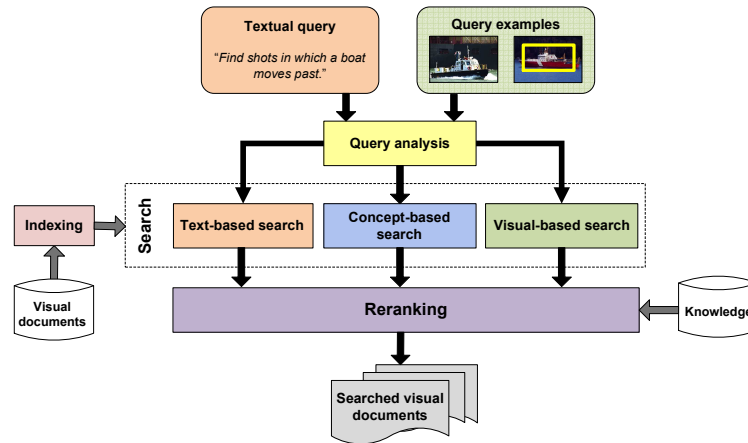 Textual query
“Find shots in which a boat
moves past.”
Query examples
Query analysis
Search
Text-based search
Concept-based
search
Visual-based search
Indexing
Visual
documents
Reranking
Knowledge
Searched visual
documents